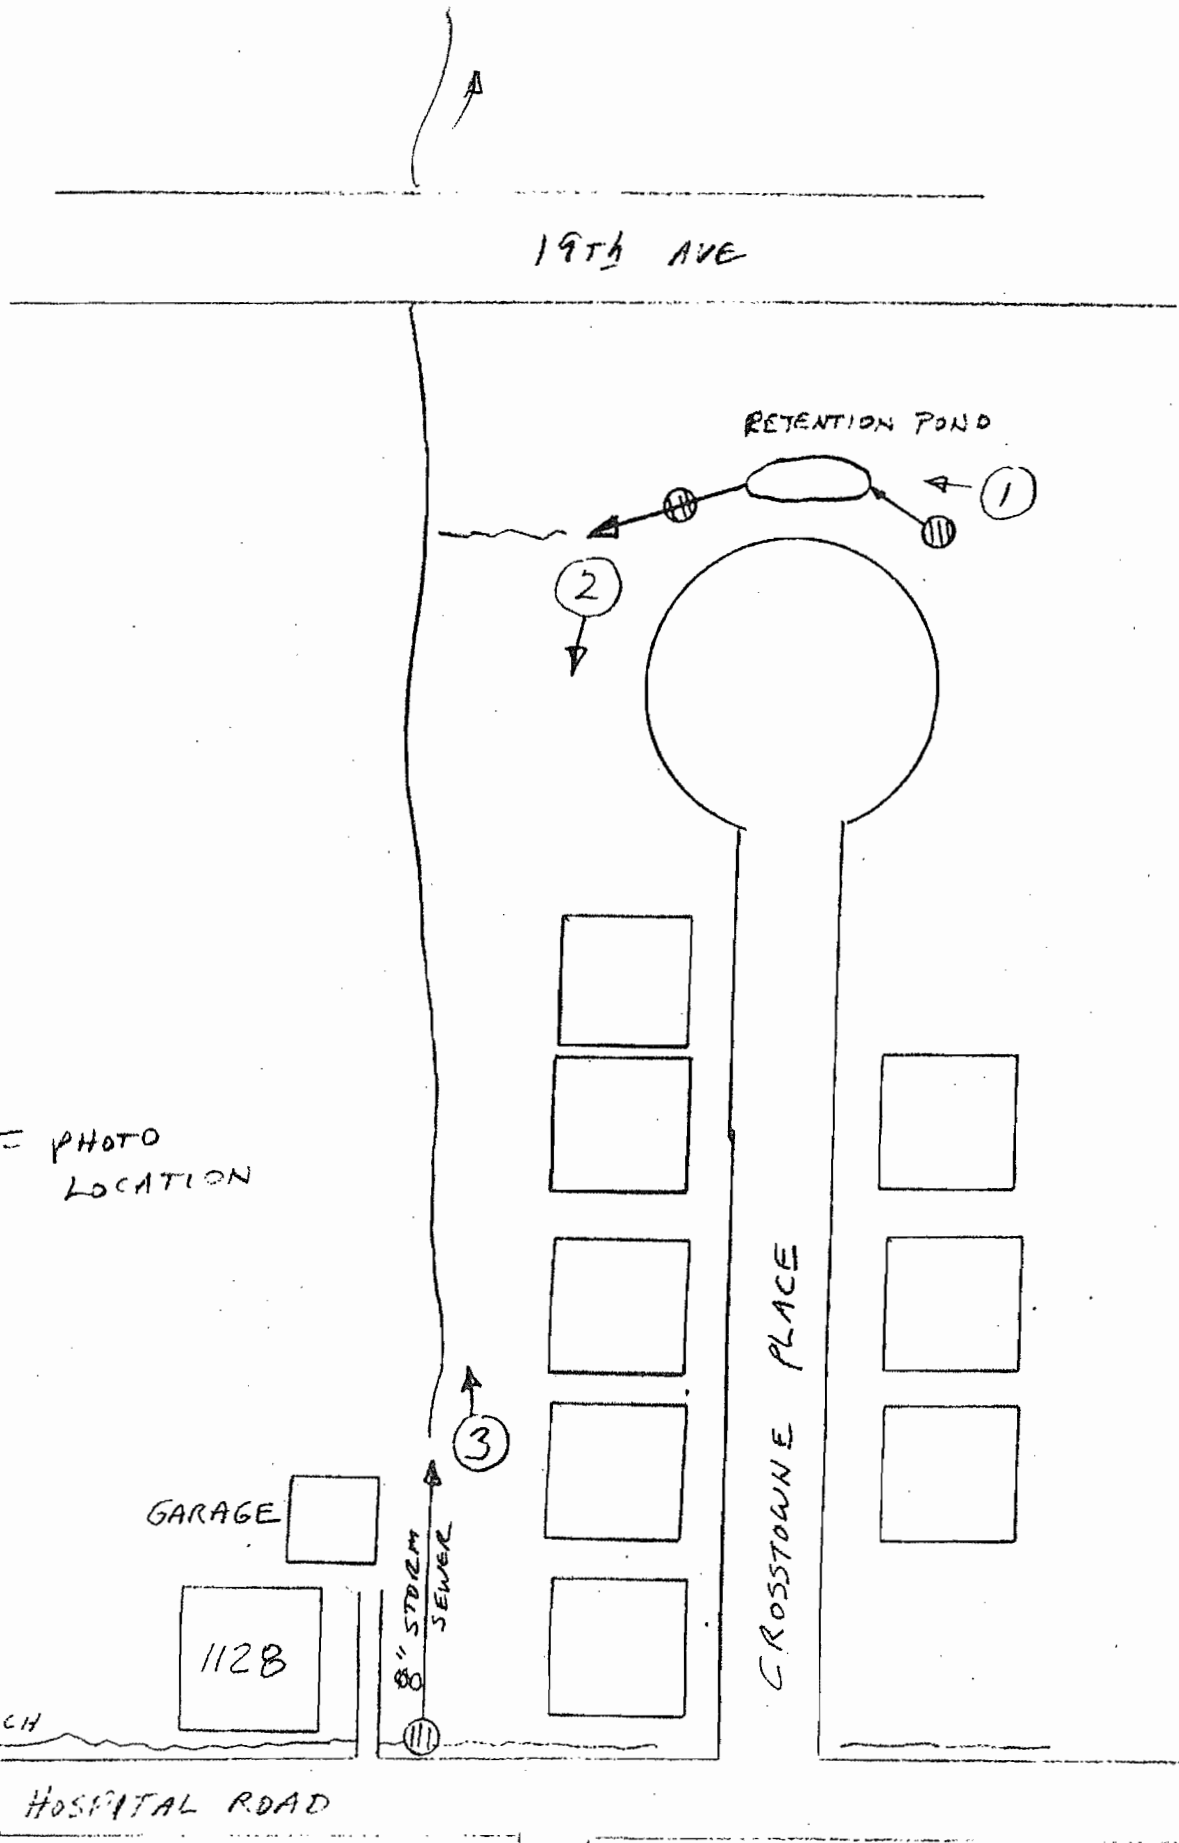 19Th AVE
RETENTION POND
1
2
= PHOTO
LOCATION
3
GARAGE
8" STORM
SEWER
CROSSTOWNE PLACE
1128
CH
HOSPITAL ROAD